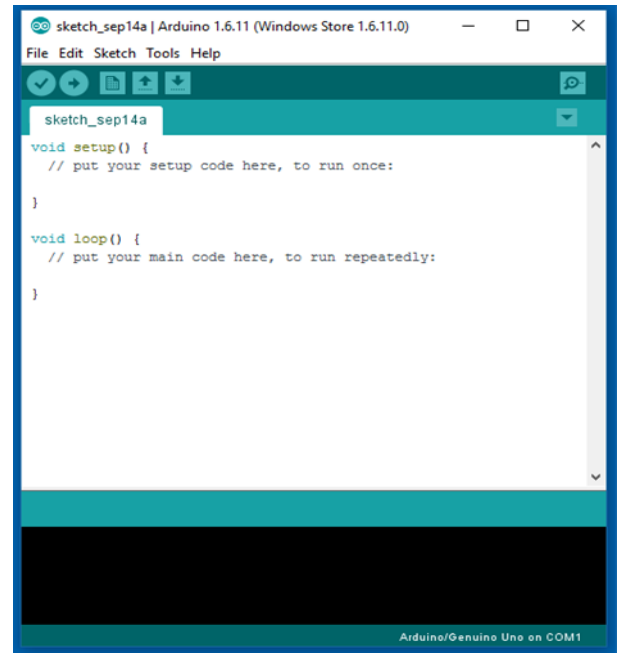 sketch_sep14a | Arduino 1.6.11 (Windows Store 1.6.11.0)
File Edit Sketch Tools Help
sketch_sep14a
void setup() {
  // put your setup code here, to run once:
}
void loop() {
  // put your main code here, to run repeatedly:
}
Arduino/Genuino Uno on COM1